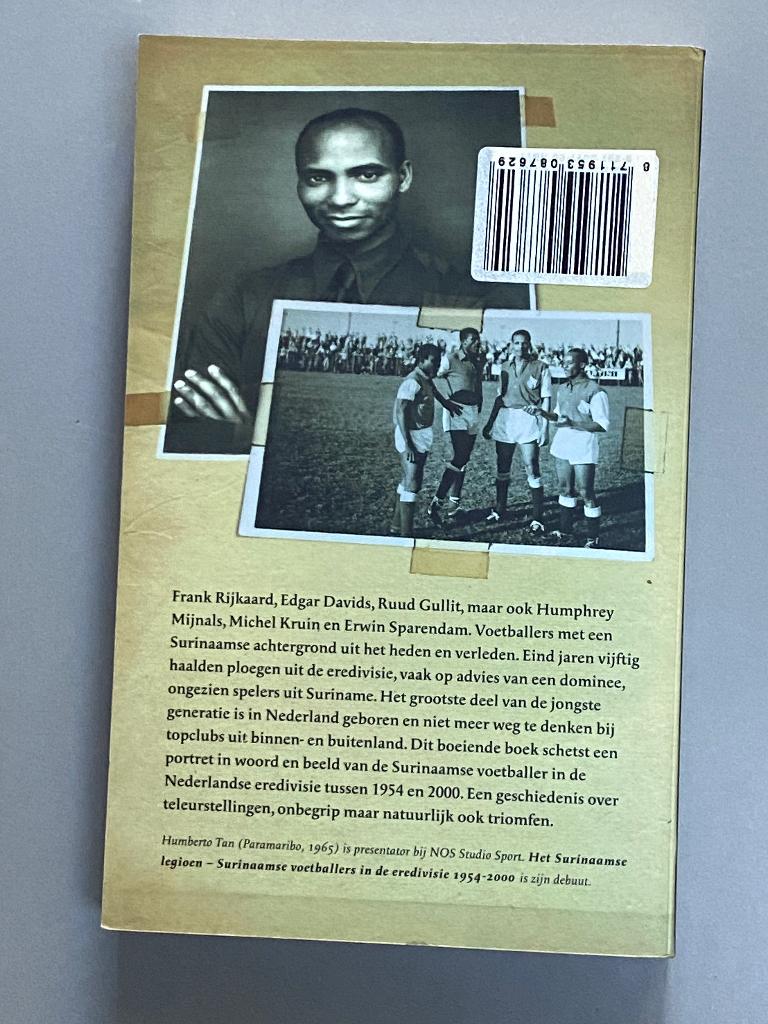 8 711953 087629
Frank Rijkaard, Edgar Davids, Ruud Gullit, maar ook Humphrey
Mijnals, Michel Kruin en Erwin Sparendam. Voetballers met een
Surinaamse achtergrond uit het heden en verleden. Eind jaren vijftig
haalden ploegen uit de eredivisie, vaak op advies van een dominee,
ongezien spelers uit Suriname. Het grootste deel van de jongste
generatie is in Nederland geboren en niet meer weg te denken bij
topclubs uit binnen- en buitenland. Dit boeiende boek schetst een
portret in woord en beeld van de Surinaamse voetballer in de
Nederlandse eredivisie tussen 1954 en 2000. Een geschiedenis over
teleurstellingen, onbegrip maar natuurlijk ook triomfen.
Humberto Tan (Paramaribo, 1965) is presentator bij NOS Studio Sport. Het Surinaamse
legioen – Surinaamse voetballers in de eredivisie 1954-2000 is zijn debuut.